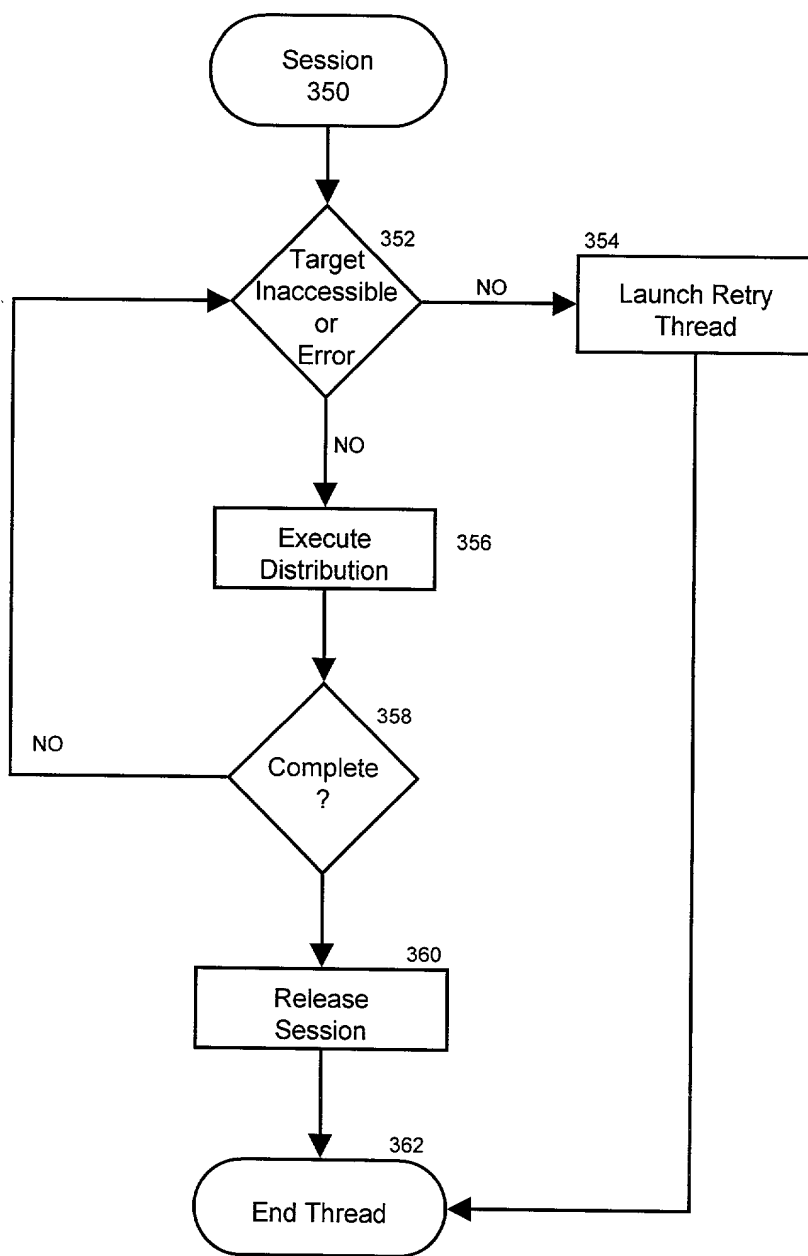 Session
350
352
Target
Inaccessible
or
Error
NO
354
Launch Retry
Thread
NO
Execute
Distribution
356
358
Complete
?
NO
360
Release
Session
362
End Thread